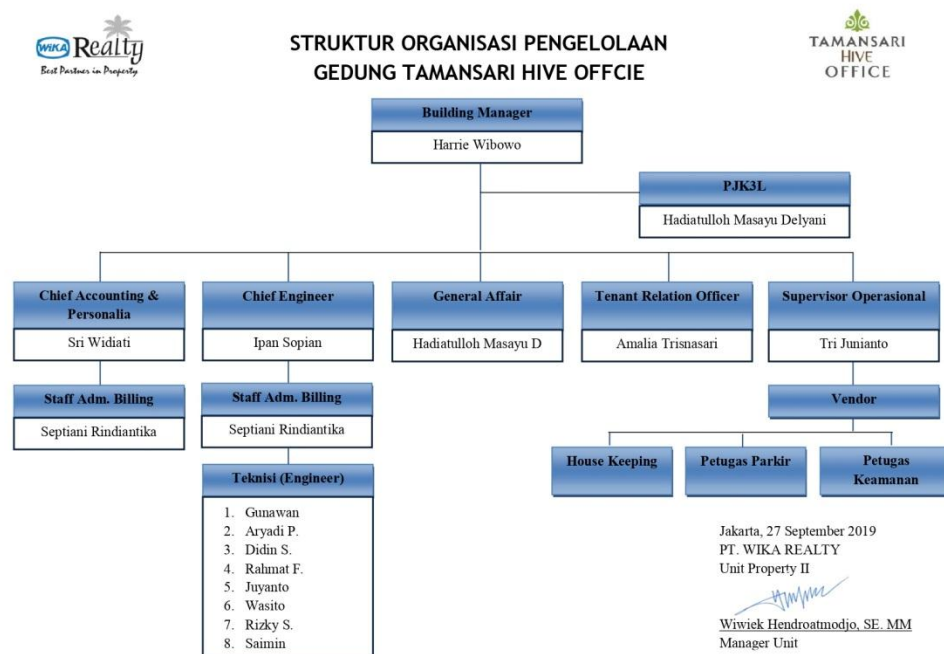 WIKA Realty
Best Partner in Property
STRUKTUR ORGANISASI PENGELOLAAN
GEDUNG TAMANSARI HIVE OFFCIE
TAMANSARI
HIVE
OFFICE
Building Manager
Harrie Wibowo
PJK3L
Hadiatulloh Masayu Delyani
Chief Accounting &
Personalia
Sri Widiati
Chief Engineer
Ipan Sopian
General Affair
Hadiatulloh Masayu D
Tenant Relation Officer
Amalia Trisnasari
Supervisor Operasional
Tri Junianto
Staff Adm. Billing
Septiani Rindiantika
Staff Adm. Billing
Septiani Rindiantika
Vendor
House Keeping
Petugas Parkir
Petugas
Keamanan
Teknisi (Engineer)
1. Gunawan
2. Aryadi P.
3. Didin S.
4. Rahmat F.
5. Juyanto
6. Wasito
7. Rizky S.
8. Saimin
Jakarta, 27 September 2019
PT. WIKA REALTY
Unit Property II
Wiwiek Hendroatmodjo, SE. MM
Manager Unit